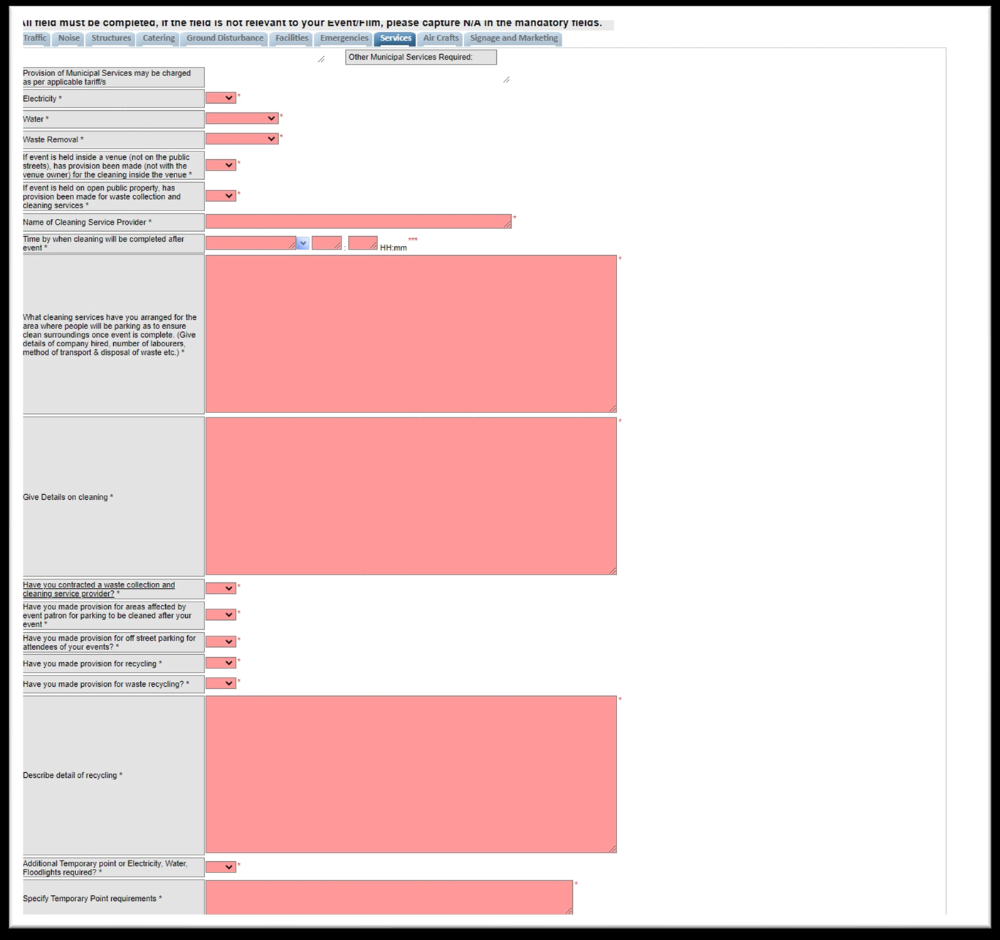 All field must be completed, if the field is not relevant to your Event/Film, please capture N/A in the mandatory fields.
Traffic Noise Structures Catering Ground Disturbance Facilities Emergencies Services Air Crafts Signage and Marketing
Other Municipal Services Required:
Provision of Municipal Services may be charged
as per applicable tariff/s
Electricity * *
Water * *
Waste Removal * *
If event is held inside a venue (not on the public
streets), has provision been made (not with the
venue owner) for the cleaning inside the venue * *
If event is held on open public property, has
provision been made for waste collection and
cleaning services * *
Name of Cleaning Service Provider * *
Time by when cleaning will be completed after
event * : HH:mm ***
What cleaning services have you arranged for the
area where people will be parking as to ensure
clean surroundings once event is complete. (Give
details of company hired, number of labourers,
method of transport & disposal of waste etc.) * *
Give Details on cleaning * *
Have you contracted a waste collection and
cleaning service provider? * *
Have you made provision for areas affected by
event patron for parking to be cleaned after your
event * *
Have you made provision for off street parking for
attendees of your events? * *
Have you made provision for recycling * *
Have you made provision for waste recycling? * *
Describe detail of recycling * *
Additional Temporary point or Electricity, Water,
Floodlights required? * *
Specify Temporary Point requirements * *